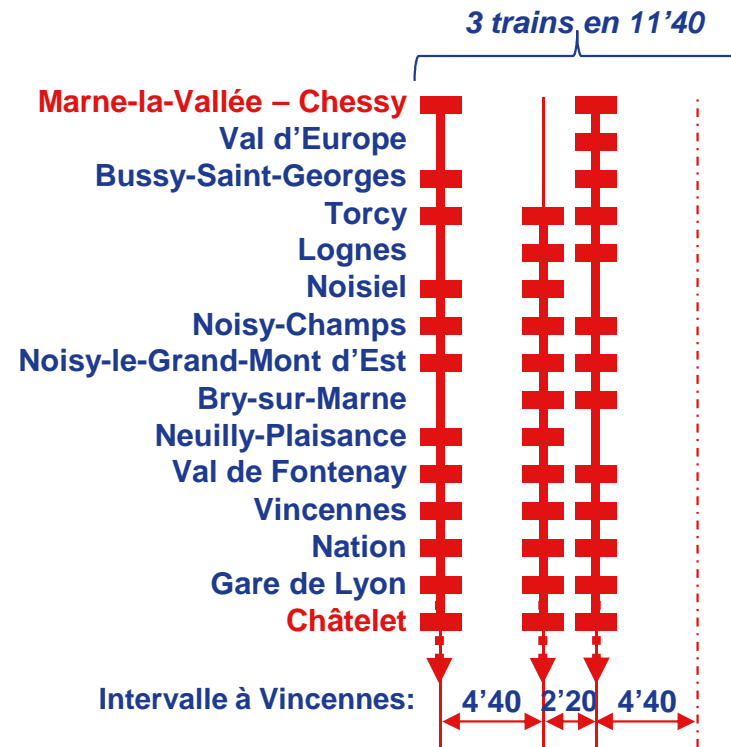 3 trains en 11'40
Marne-la-Vallée – Chessy
Val d'Europe
Bussy-Saint-Georges
Torcy
Lognes
Noisiel
Noisy-Champs
Noisy-le-Grand-Mont d'Est
Bry-sur-Marne
Neuilly-Plaisance
Val de Fontenay
Vincennes
Nation
Gare de Lyon
Châtelet
Intervalle à Vincennes: 4'40 2'20 4'40